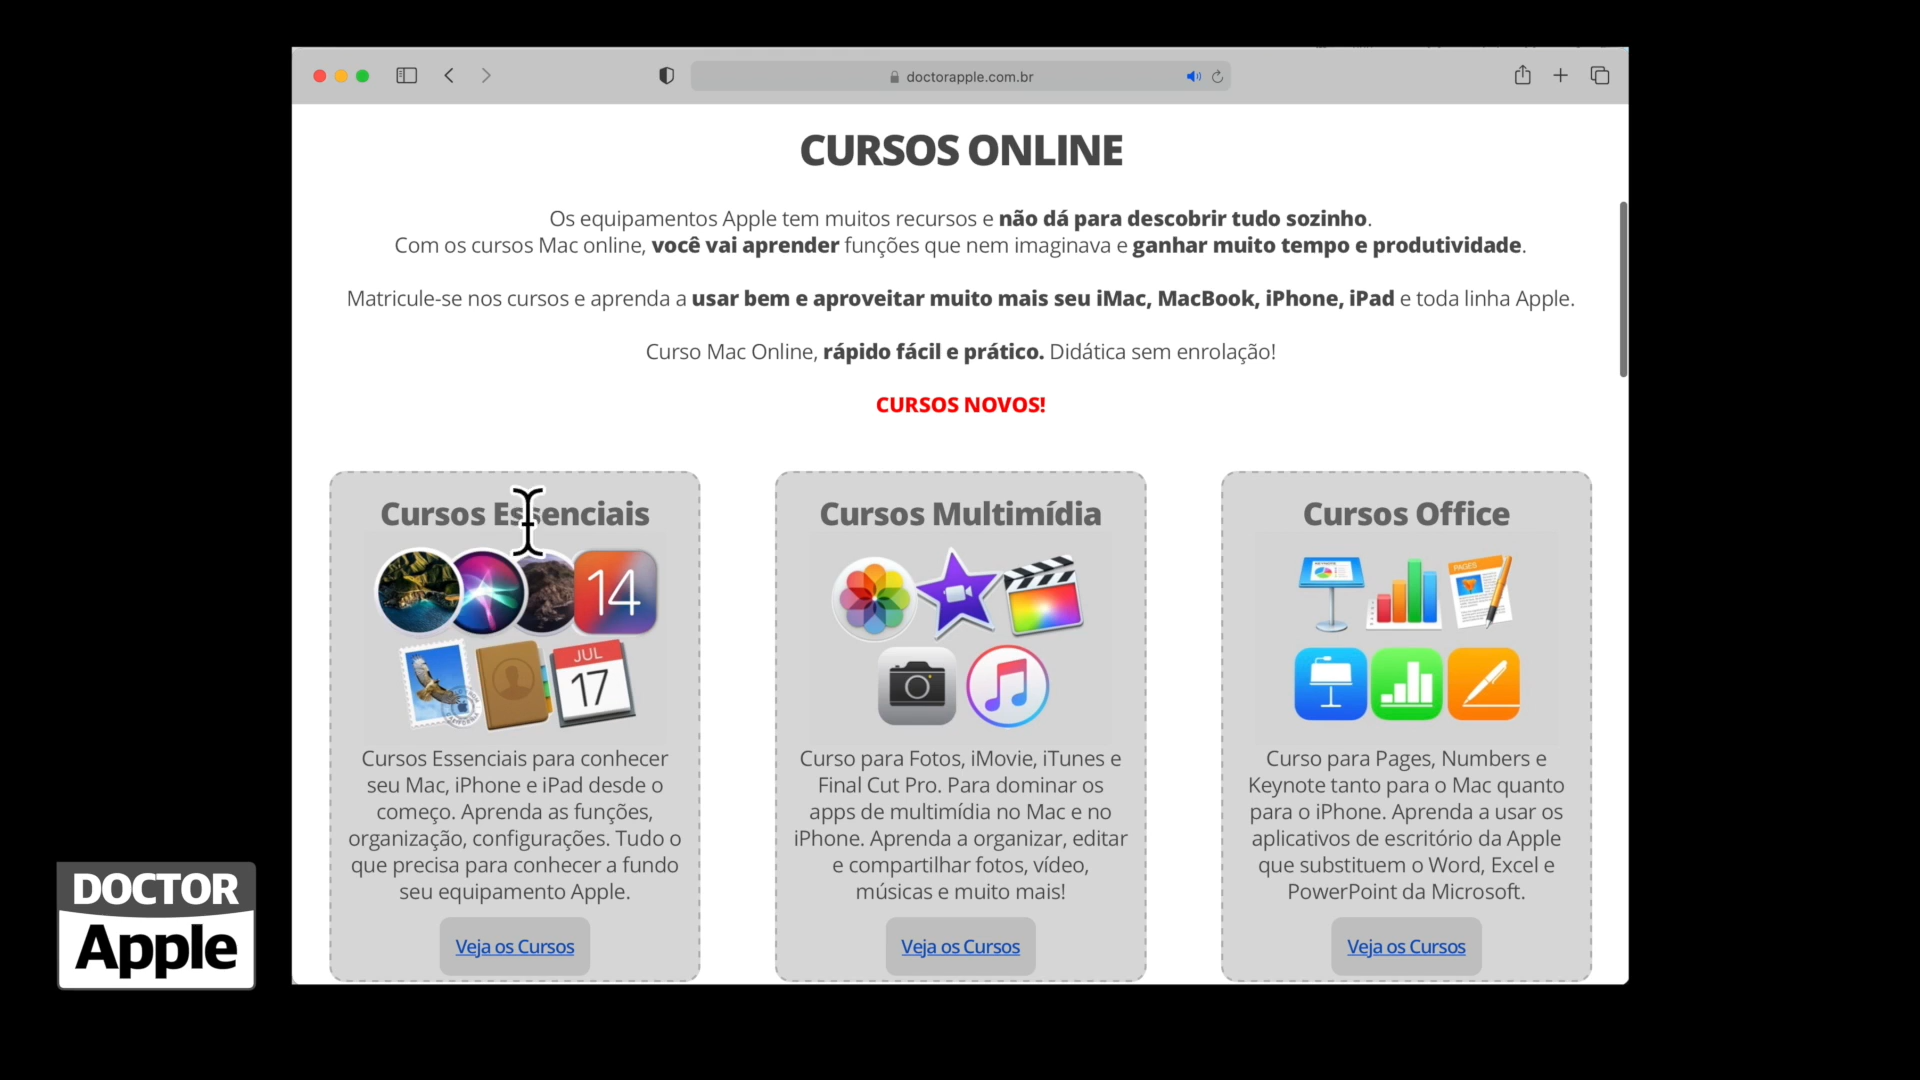 doctorapple.com.br
CURSOS ONLINE
Os equipamentos Apple tem muitos recursos e não dá para descobrir tudo sozinho.
Com os cursos Mac online, você vai aprender funções que nem imaginava e ganhar muito tempo e produtividade.
Matricule-se nos cursos e aprenda a usar bem e aproveitar muito mais seu iMac, MacBook, iPhone, iPad e toda linha Apple.
Curso Mac Online, rápido fácil e prático. Didática sem enrolação!
CURSOS NOVOS!
Cursos Essenciais
14
JUL
17
Cursos Essenciais para conhecer
seu Mac, iPhone e iPad desde o
começo. Aprenda as funções,
organização, configurações. Tudo o
que precisa para conhecer a fundo
seu equipamento Apple.
Veja os Cursos
Cursos Multimídia
Curso para Fotos, iMovie, iTunes e
Final Cut Pro. Para dominar os
apps de multimídia no Mac e no
iPhone. Aprenda a organizar, editar
e compartilhar fotos, vídeo,
músicas e muito mais!
Veja os Cursos
Cursos Office
PAGES
Curso para Pages, Numbers e
Keynote tanto para o Mac quanto
para o iPhone. Aprenda a usar os
aplicativos de escritório da Apple
que substituem o Word, Excel e
PowerPoint da Microsoft.
Veja os Cursos
DOCTOR
Apple